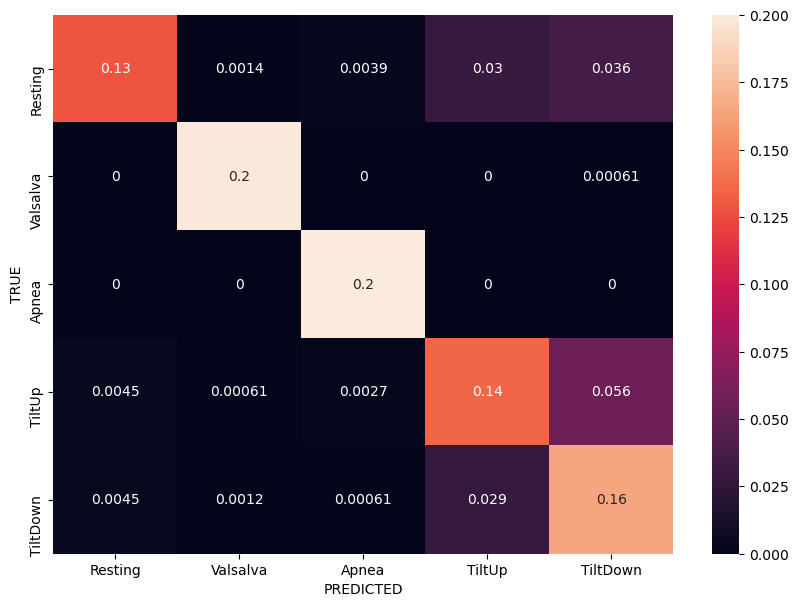 TRUE
Resting 0.13 0.0014 0.0039 0.03 0.036
Valsalva 0 0.2 0 0 0.00061
Apnea 0 0 0.2 0 0
TiltUp 0.0045 0.00061 0.0027 0.14 0.056
TiltDown 0.0045 0.0012 0.00061 0.029 0.16
Resting Valsalva Apnea TiltUp TiltDown
PREDICTED
0.200
0.175
0.150
0.125
0.100
0.075
0.050
0.025
0.000